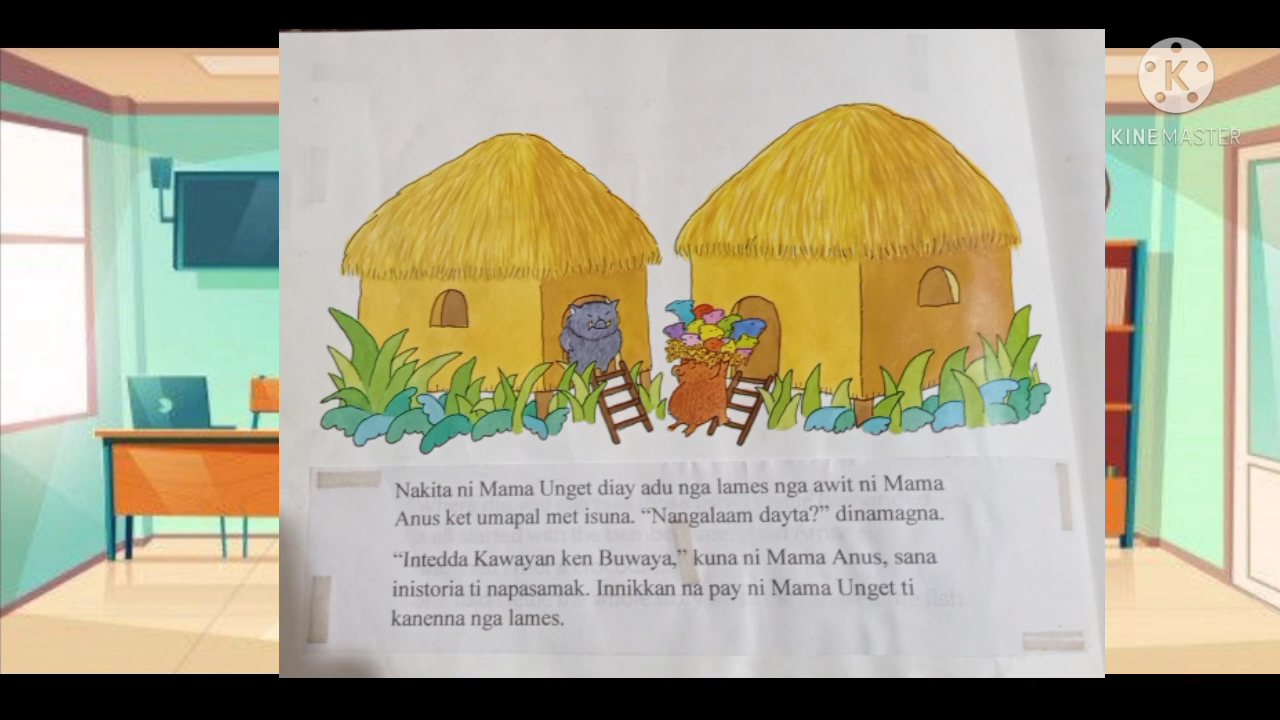 KINEMASTER
Nakita ni Mama Unget diay adu nga lames nga awit ni Mama
Anus ket umapal met isuna. “Nangalaam dayta?” dinamagna.
“Intedda Kawayan ken Buwaya,” kuna ni Mama Anus, sana
inistoria ti napasamak. Innikkan na pay ni Mama Unget ti
kanenna nga lames.